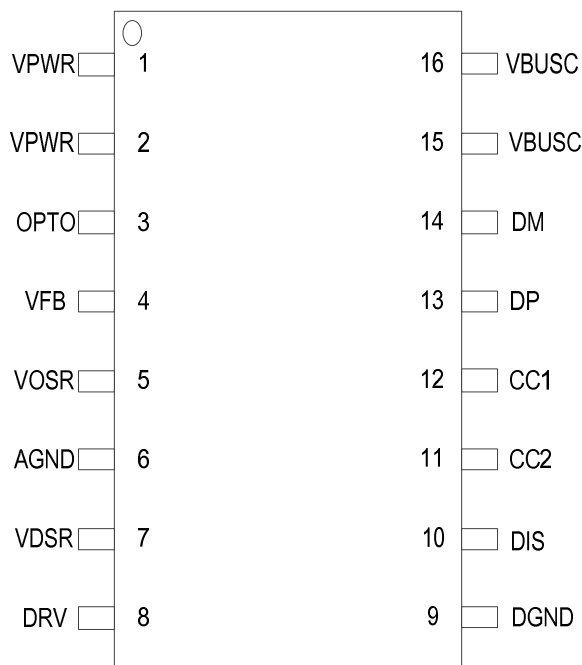 VPWR 1 16 VBUSC
VPWR 2 15 VBUSC
OPTO 3 14 DM
VFB 4 13 DP
VOSR 5 12 CC1
AGND 6 11 CC2
VDSR 7 10 DIS
DRV 8 9 DGND